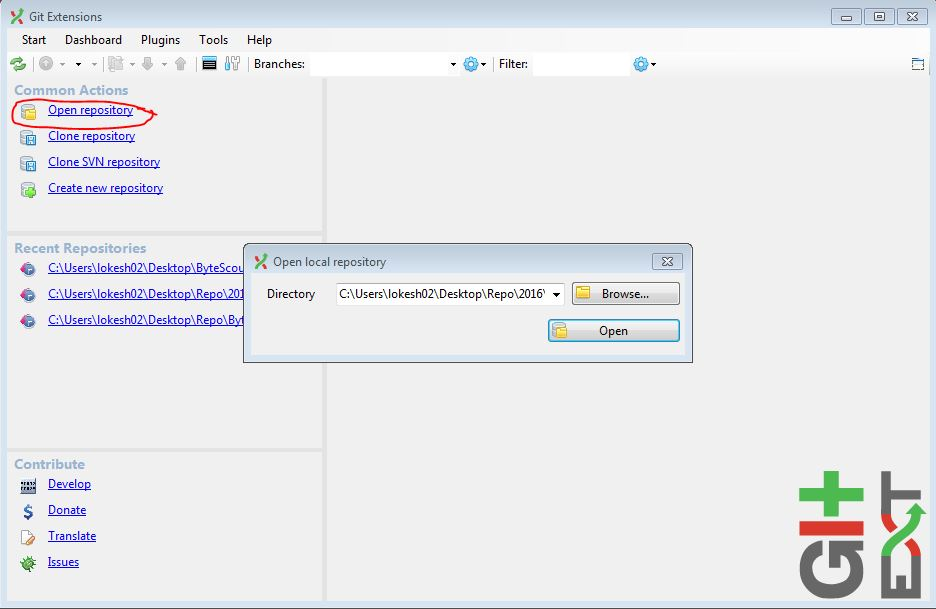 Git Extensions
Start Dashboard Plugins Tools Help
Branches: Filter:
Common Actions
Open repository
Clone repository
Clone SVN repository
Create new repository
Recent Repositories
C:\Users\lokesh02\Desktop\ByteScou
C:\Users\lokesh02\Desktop\Repo\201
C:\Users\lokesh02\Desktop\Repo\Byt
Open local repository
Directory C:\Users\lokesh02\Desktop\Repo\2016\ Browse...
Open
Contribute
Develop
Donate
Translate
Issues
GIt
EXT